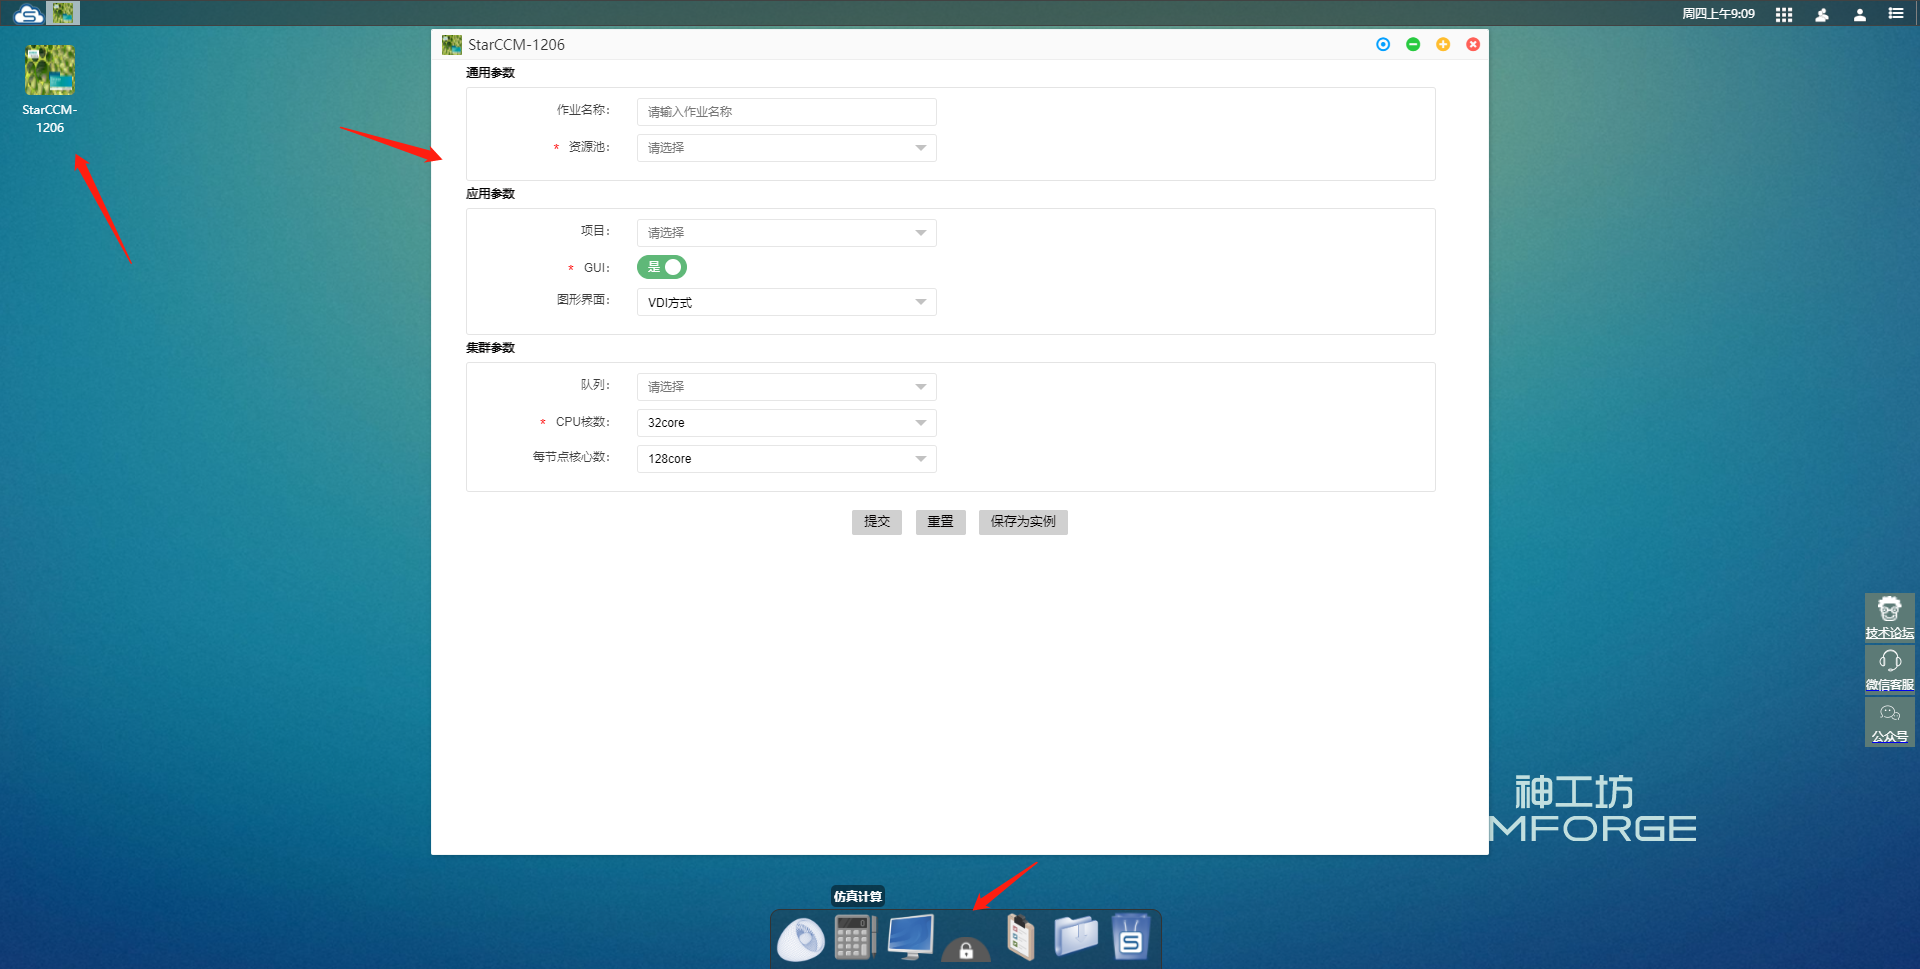 周四上午9:09
StarCCM-
1206
StarCCM-1206
通用参数
作业名称：
请输入作业名称
* 资源池：
请选择
应用参数
项目：
请选择
* GUI：
是
图形界面：
VDI方式
集群参数
队列：
请选择
* CPU核数：
32core
每节点核心数：
128core
提交
重置
保存为实例
技术论坛
微信客服
公众号
神工坊
MFORGE
仿真计算
0
S